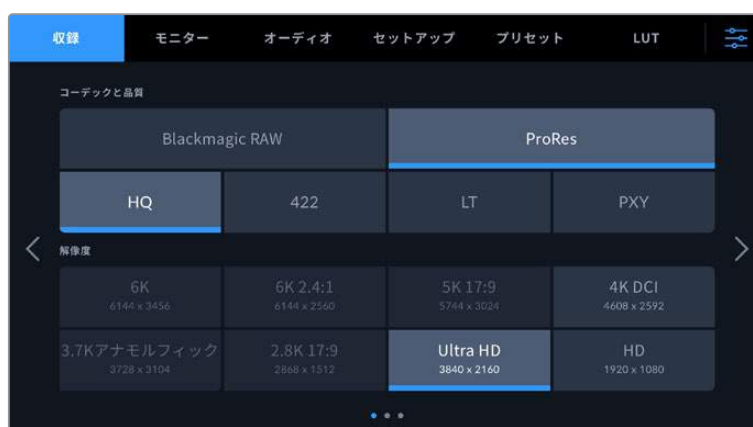 収録 モニター オーディオ セットアップ プリセット LUT
コーデックと品質
Blackmagic RAW ProRes
HQ 422 LT PXY
解像度
6K 6K 2.4:1 5K 17:9 4K DCI
6144 x 3456 6144 x 2560 5744 x 3024 4608 x 2592
3.7Kアナモルフィック 2.8K 17:9 Ultra HD HD
3728 x 3104 2868 x 1512 3840 x 2160 1920 x 1080